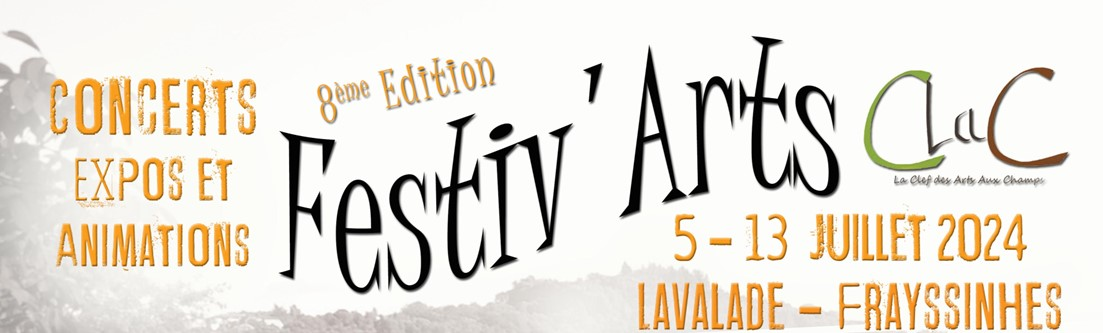 CONCERTS
EXPOS ET
ANIMATIONS
8ème Edition
Festiv'Arts
CLaC
La Clef des Arts Aux Champs
5 - 13 JUILLET 2024
LAVALADE - FRAYSSINHES